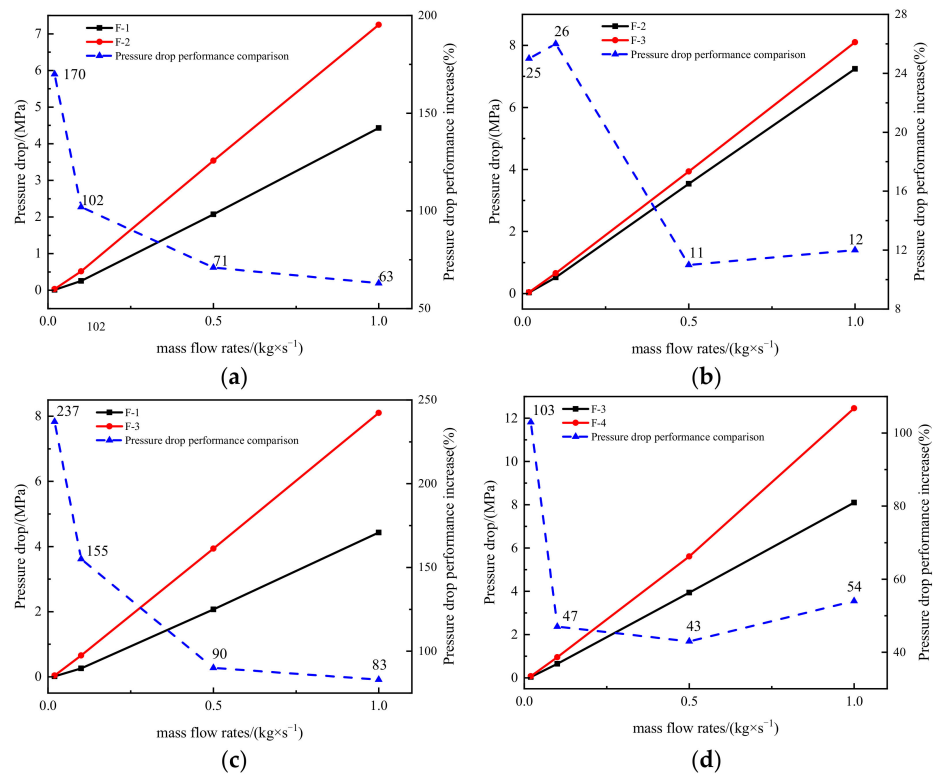 F-1
F-2
Pressure drop performance comparison
170
102
71
63
7
6
5
4
3
2
1
0
200
150
100
50
0.0
0.5
1.0
102
Pressure drop/(MPa)
Pressure drop performance increase(%)
mass flow rates/(kg×s⁻¹)
(a)
F-2
F-3
Pressure drop performance comparison
25
26
11
12
8
6
4
2
0
28
24
20
16
12
8
0.0
0.5
1.0
Pressure drop/(MPa)
Pressure drop performance increase(%)
mass flow rates/(kg×s⁻¹)
(b)
F-1
F-3
Pressure drop performance comparison
237
155
90
83
8
6
4
2
0
250
200
150
100
0.0
0.5
1.0
Pressure drop/(MPa)
Pressure drop performance increase(%)
mass flow rates/(kg×s⁻¹)
(c)
F-3
F-4
Pressure drop performance comparison
103
47
43
54
12
10
8
6
4
2
0
100
80
60
40
0.0
0.5
1.0
Pressure drop/(MPa)
Pressure drop performance increase(%)
mass flow rates/(kg×s⁻¹)
(d)